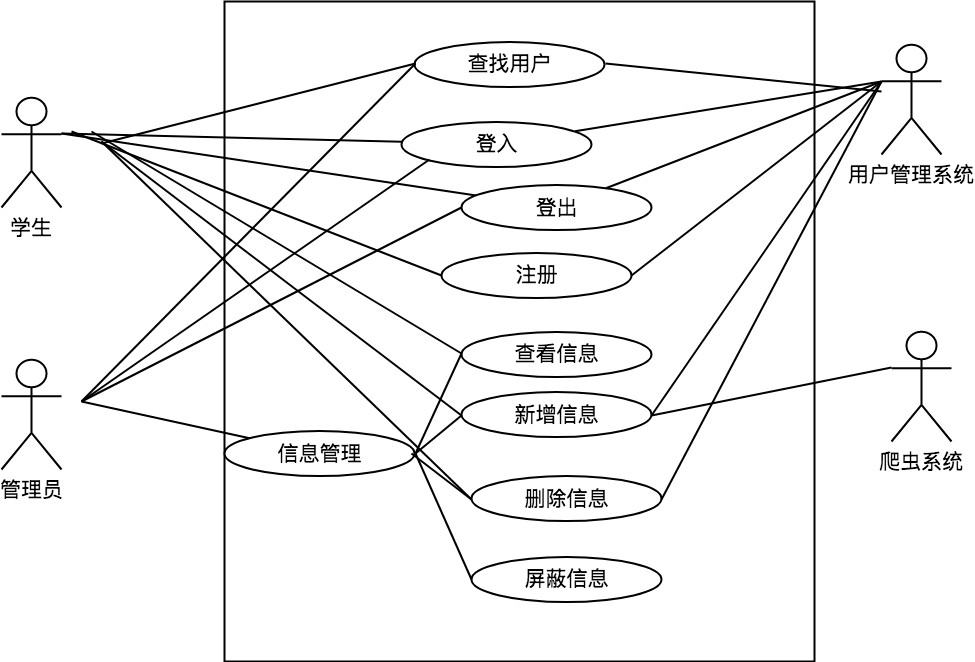 查找用户
登入
用户管理系统
登出
学生
注册
查看信息
新增信息
信息管理
爬虫系统
管理员
删除信息
屏蔽信息